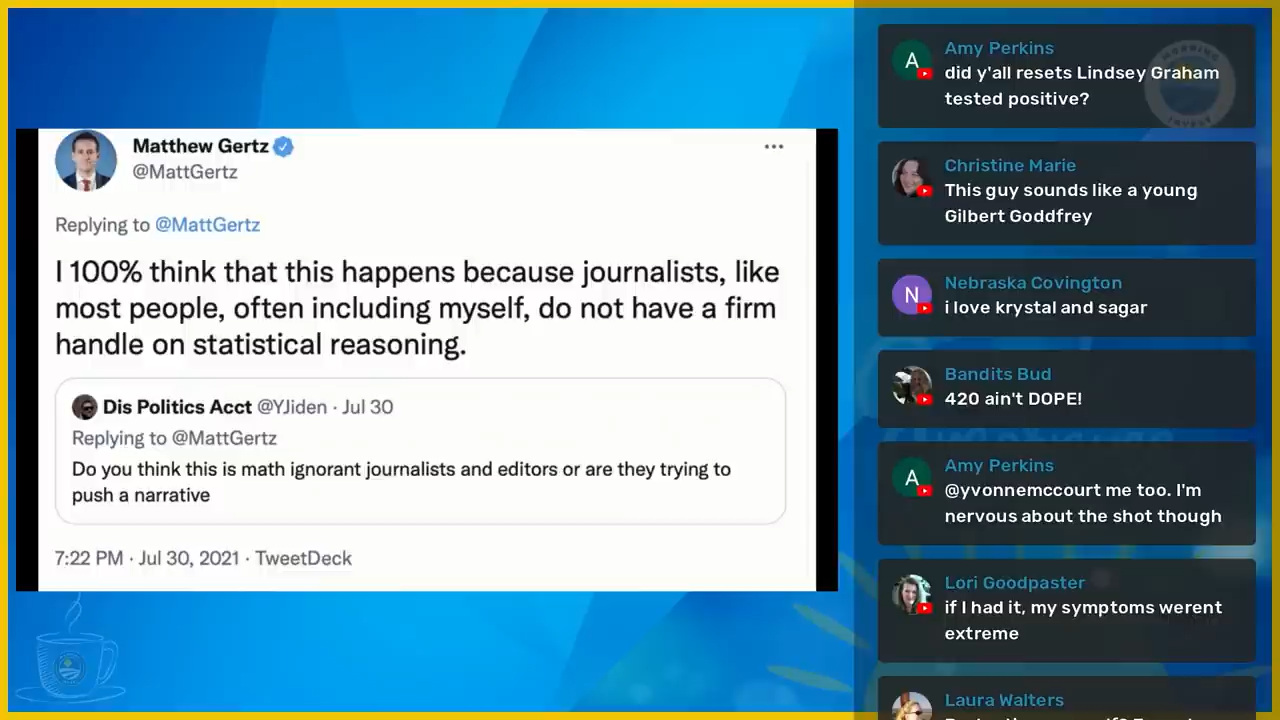 Matthew Gertz
@MattGertz
Replying to @MattGertz
I 100% think that this happens because journalists, like
most people, often including myself, do not have a firm
handle on statistical reasoning.
Dis Politics Acct @YJiden · Jul 30
Replying to @MattGertz
Do you think this is math ignorant journalists and editors or are they trying to
push a narrative
7:22 PM · Jul 30, 2021 · TweetDeck
A
Amy Perkins
did y'all resets Lindsey Graham
tested positive?
MORNING
INVEST
Christine Marie
This guy sounds like a young
Gilbert Goddfrey
N
Nebraska Covington
i love krystal and sagar
Bandits Bud
420 ain't DOPE!
A
Amy Perkins
@yvonnemccourt me too. I'm
nervous about the shot though
Lori Goodpaster
if I had it, my symptoms werent
extreme
Laura Walters